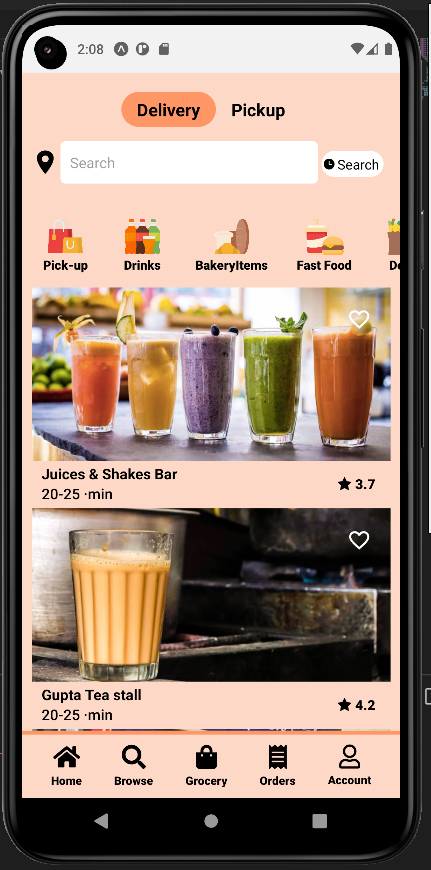 2:08
Delivery Pickup
Search Search
Pick-up Drinks BakeryItems Fast Food De
Juices & Shakes Bar
20-25 ·min
3.7
Gupta Tea stall
20-25 ·min
4.2
Home Browse Grocery Orders Account